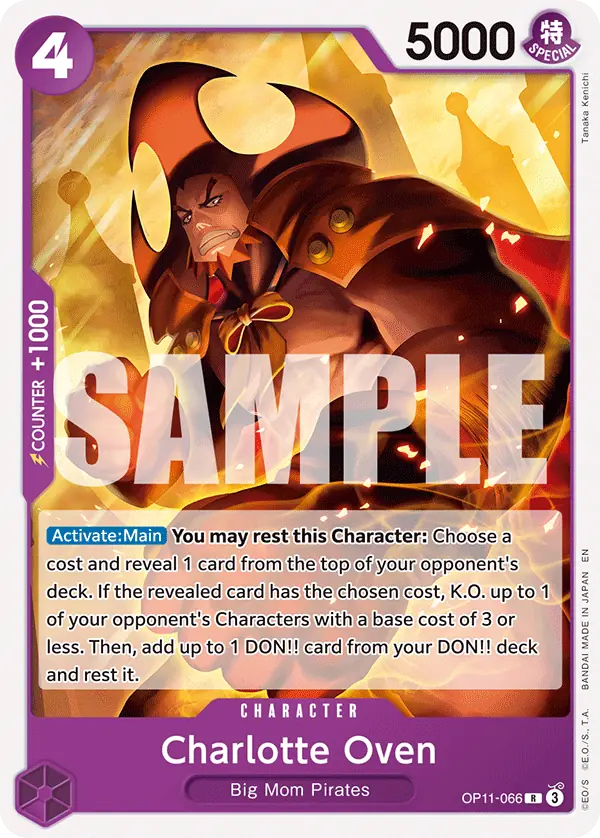 4
5000
特
SPECIAL
Tanaka Kenichi
COUNTER +1000
SAMPLE
Activate:Main You may rest this Character: Choose a
cost and reveal 1 card from the top of your opponent's
deck. If the revealed card has the chosen cost, K.O. up to 1
of your opponent's Characters with a base cost of 3 or
less. Then, add up to 1 DON!! card from your DON!! deck
and rest it.
CHARACTER
Charlotte Oven
Big Mom Pirates
OP11-066 R 3
©EO/S ©E.O./S., T.A. BANDAI MADE IN JAPAN EN